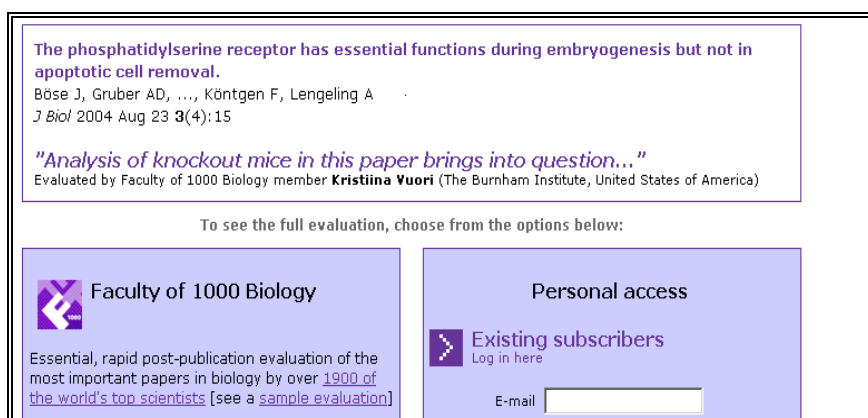 The phosphatidylserine receptor has essential functions during embryogenesis but not in
apoptotic cell removal.
Böse J, Gruber AD, ..., Köntgen F, Lengeling A
J Biol 2004 Aug 23 3(4):15
"Analysis of knockout mice in this paper brings into question..."
Evaluated by Faculty of 1000 Biology member Kristiina Vuori (The Burnham Institute, United States of America)
To see the full evaluation, choose from the options below:
Faculty of 1000 Biology
1000
Essential, rapid post-publication evaluation of the
most important papers in biology by over 1900 of
the world's top scientists [see a sample evaluation]
Personal access
Existing subscribers
Log in here
E-mail